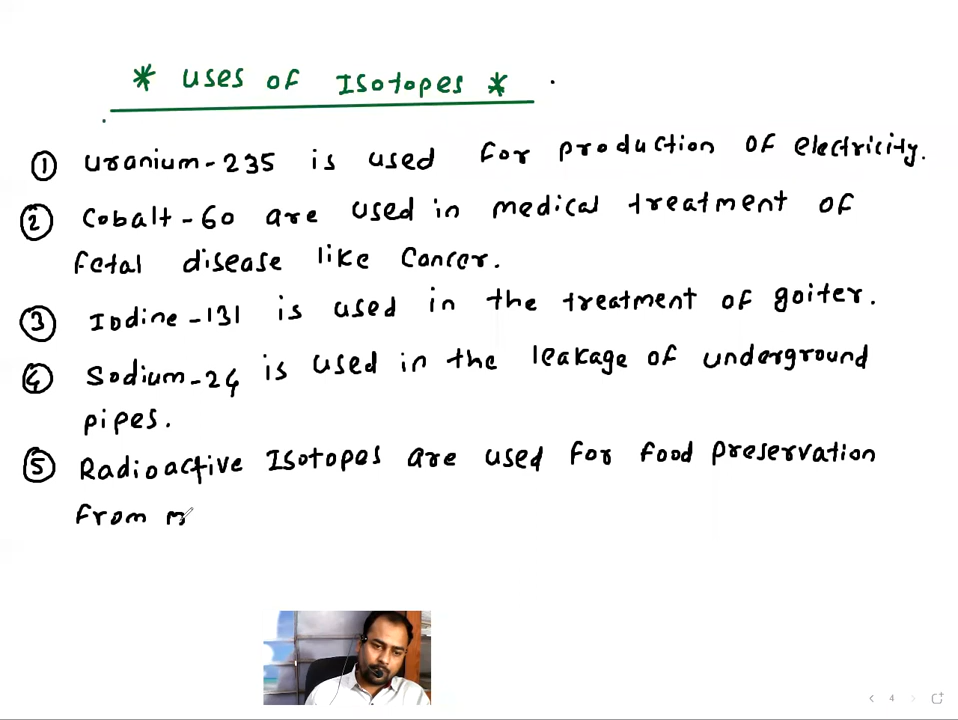 * Uses of Isotopes *
① Uranium-235 is used for production of electricity.
② Cobalt-60 are used in medical treatment of
fetal disease like Cancer.
③ Iodine-131 is used in the treatment of goiter.
④ Sodium-24 is used in the leakage of underground
pipes.
⑤ Radioactive Isotopes are used for food preservation
from
4